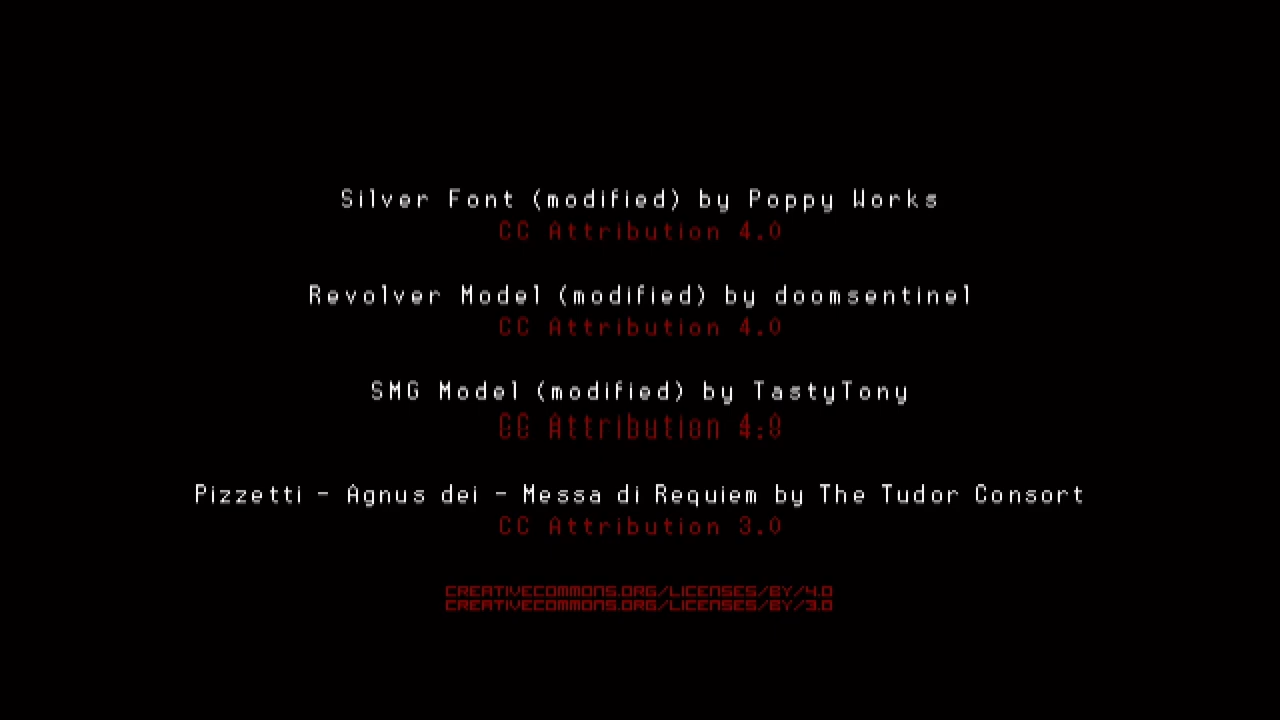 Silver Font (modified) by Poppy Works
CC Attribution 4.0
Revolver Model (modified) by doomsentinel
CC Attribution 4.0
SMG Model (modified) by TastyTony
CC Attribution 4.0
Pizzetti - Agnus dei - Messa di Requiem by The Tudor Consort
CC Attribution 3.0
CREATIVECOMMONS.ORG/LICENSES/BY/4.0
CREATIVECOMMONS.ORG/LICENSES/BY/3.0